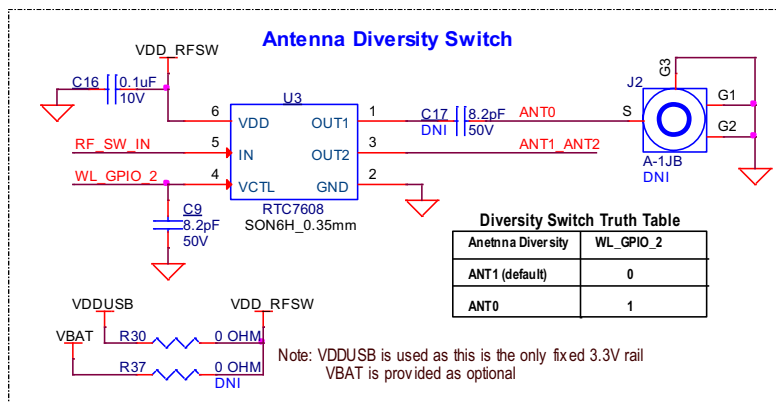 Antenna Diversity Switch
VDD_RFSW
C16
0.1uF
10V
U3
6
VDD
OUT1
1
C17
DNI
8.2pF
50V
ANT0
J2
S
G3
G1
G2
A-1JB
DNI
RF_SW_IN
5
IN
OUT2
3
ANT1_ANT2
WL_GPIO_2
4
VCTL
GND
2
C9
8.2pF
50V
RTC7608
SON6H_0.35mm
Diversity Switch Truth Table
Anetnna Diversity WL_GPIO_2
ANT1 (default) 0
ANT0 1
VDDUSB
VDD_RFSW
VBAT
R30
0 OHM
R37
0 OHM
DNI
Note: VDDUSB is used as this is the only fixed 3.3V rail
VBAT is provided as optional